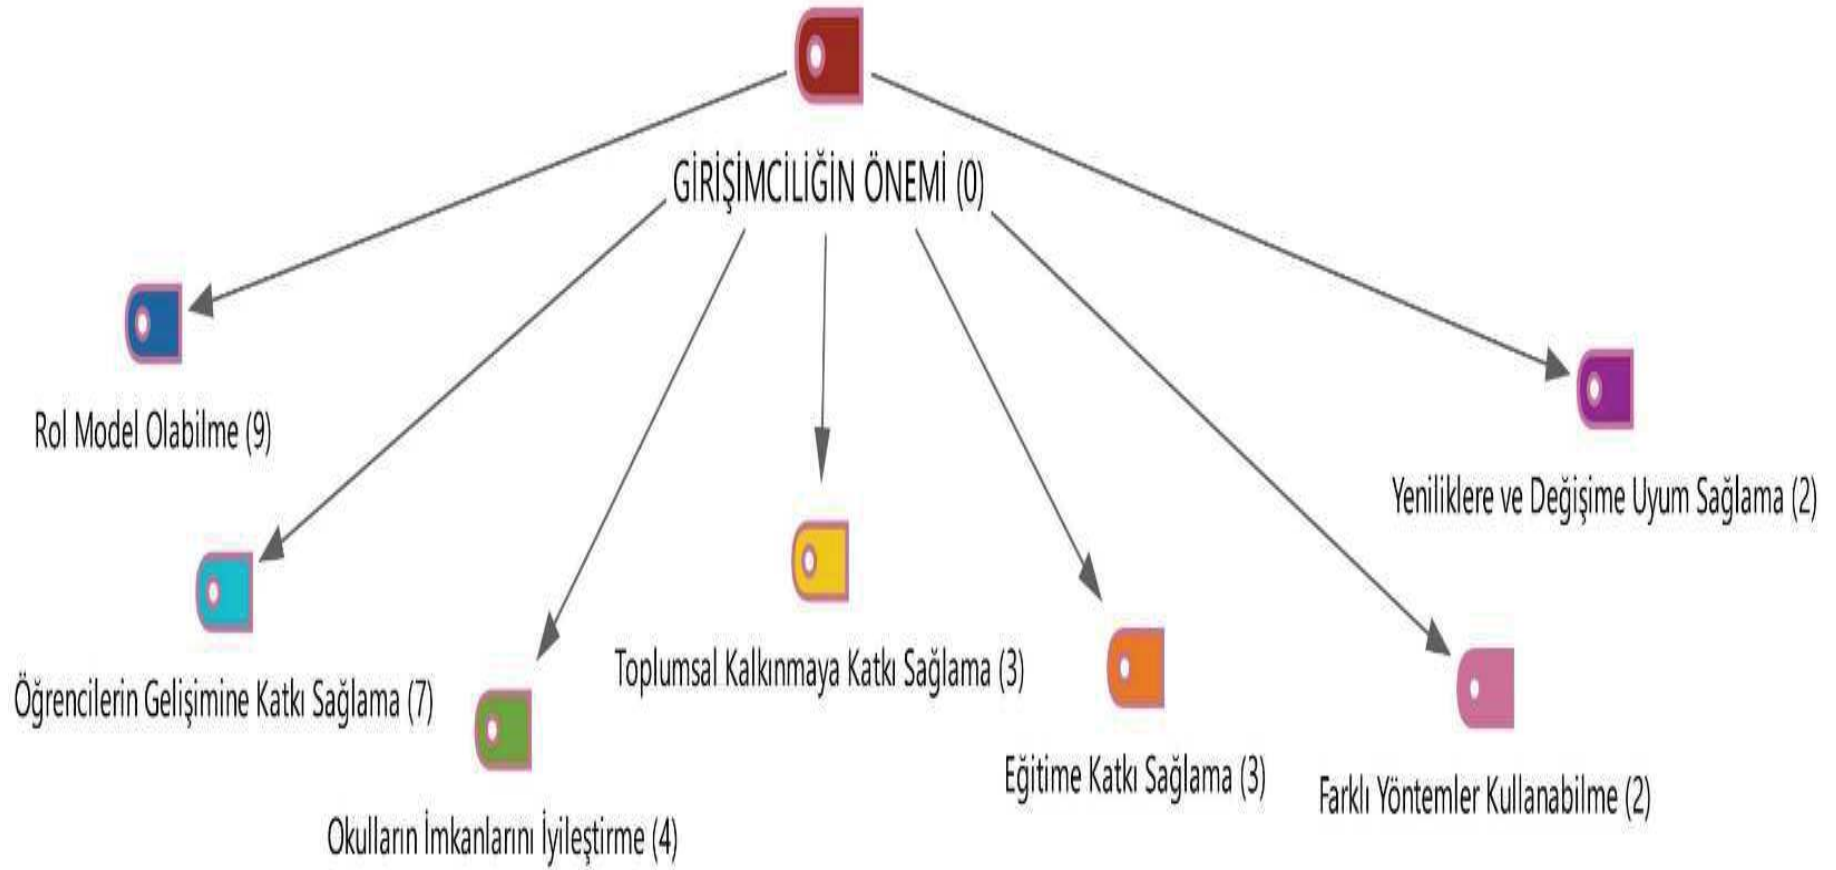 GİRİŞİMCİLİĞİN ÖNEMİ (0)
Rol Model Olabilme (9)
Yeniliklere ve Değişime Uyum Sağlama (2)
Öğrencilerin Gelişimine Katkı Sağlama (7)
Toplumsal Kalkınmaya Katkı Sağlama (3)
Eğitime Katkı Sağlama (3)
Farklı Yöntemler Kullanabilme (2)
Okulların İmkanlarını İyileştirme (4)